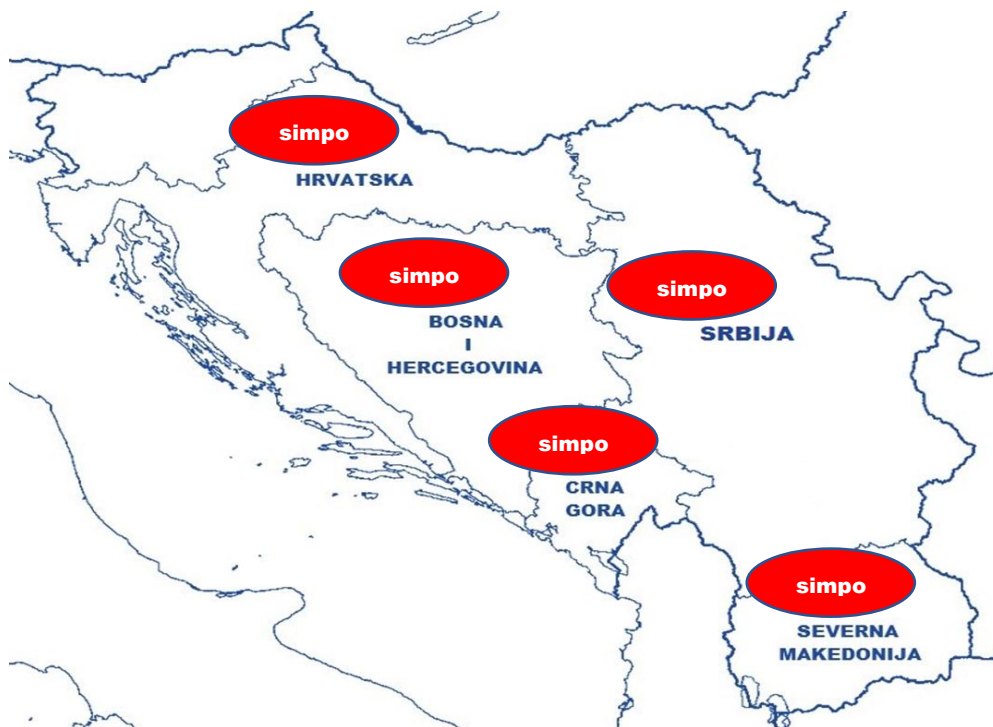 simpo
HRVATSKA
simpo
BOSNA
I
HERCEGOVINA
simpo
SRBIJA
simpo
CRNA
GORA
simpo
SEVERNA
MAKEDONIJA